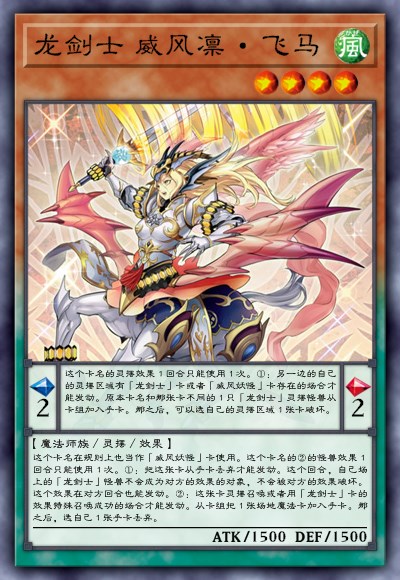 龙剑士 威风凛·飞马
風
这个卡名的灵摆效果1回合只能使用1次。①：另一边的自己
的灵摆区域有「龙剑士」卡或者「威风妖怪」卡存在的场合才
能发动。原本卡名和那张卡不同的1只「龙剑士」灵摆怪兽从
卡组加入手卡。那之后，可以选自己的灵摆区域1张卡破坏。
2
2
【魔法师族／灵摆／效果】
这个卡名在规则上也当作「威风妖怪」卡使用。这个卡名的②的怪兽效果1
回合只能使用1次。①：把这张卡从手卡丢弃才能发动。这个回合，自己场
上的「龙剑士」怪兽不会成为对方的效果的对象，不会被对方的效果破坏。
这个效果在对方回合也能发动。②：这张卡灵摆召唤或者用「龙剑士」卡的
效果特殊召唤成功的场合才能发动。从卡组把1张场地魔法卡加入手卡。那
之后，选自己1张手卡丢弃。
ATK/1500 DEF/1500